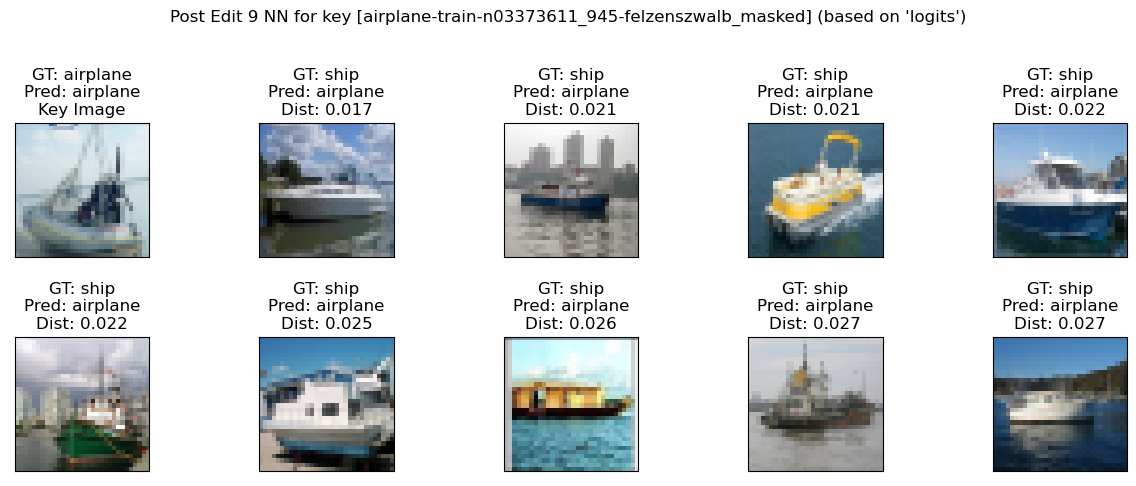 Post Edit 9 NN for key [airplane-train-n03373611_945-felzenszwalb_masked] (based on 'logits')
GT: airplane
Pred: airplane
Key Image
GT: ship
Pred: airplane
Dist: 0.017
GT: ship
Pred: airplane
Dist: 0.021
GT: ship
Pred: airplane
Dist: 0.021
GT: ship
Pred: airplane
Dist: 0.022
GT: ship
Pred: airplane
Dist: 0.022
GT: ship
Pred: airplane
Dist: 0.025
GT: ship
Pred: airplane
Dist: 0.026
GT: ship
Pred: airplane
Dist: 0.027
GT: ship
Pred: airplane
Dist: 0.027